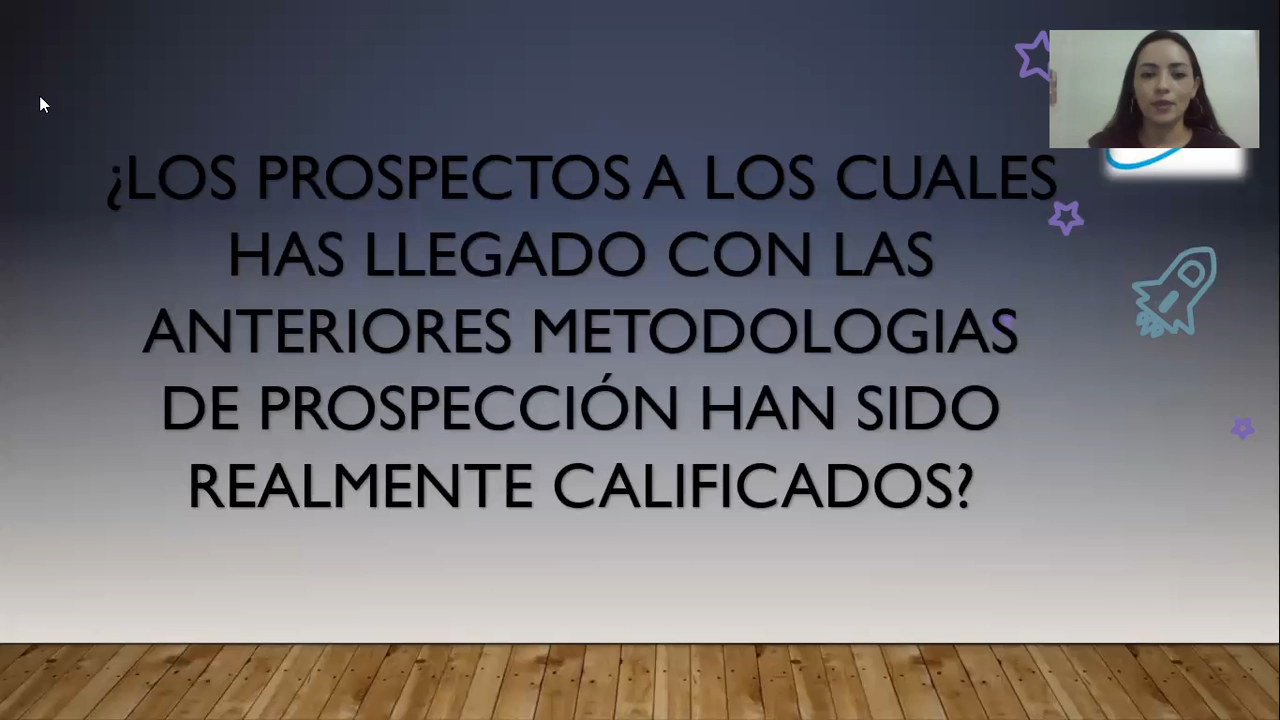 ¿LOS PROSPECTOS A LOS CUALES
HAS LLEGADO CON LAS
ANTERIORES METODOLOGIAS
DE PROSPECCIÓN HAN SIDO
REALMENTE CALIFICADOS?